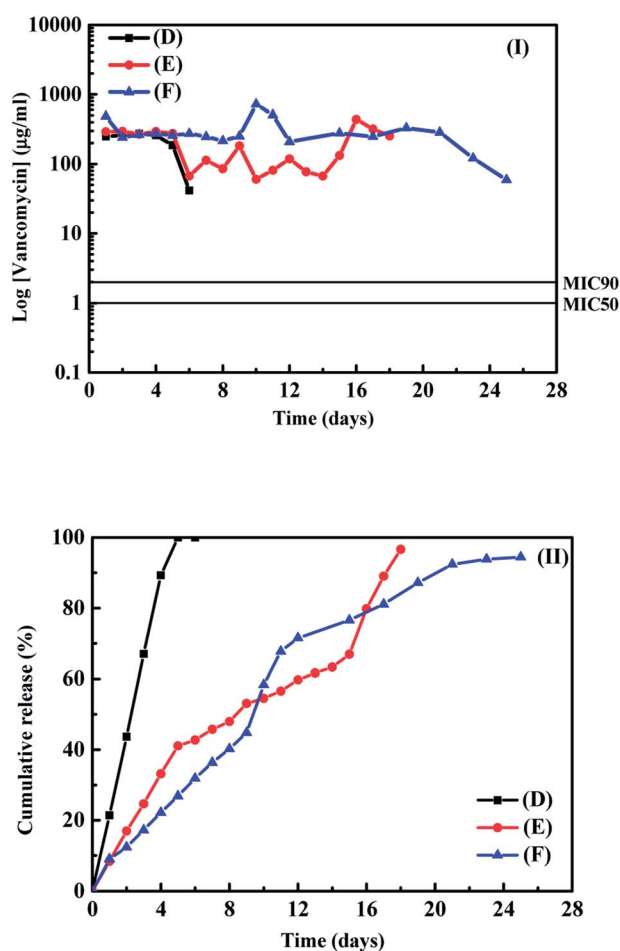 10000
1000
100
10
1
0.1
Log [Vancomycin] (μg/ml)
(D)
(E)
(F)
(I)
MIC90
MIC50
0 4 8 12 16 20 24 28
Time (days)
100
80
60
40
20
0
Cumulative release (%)
(II)
(D)
(E)
(F)
0 4 8 12 16 20 24 28
Time (days)